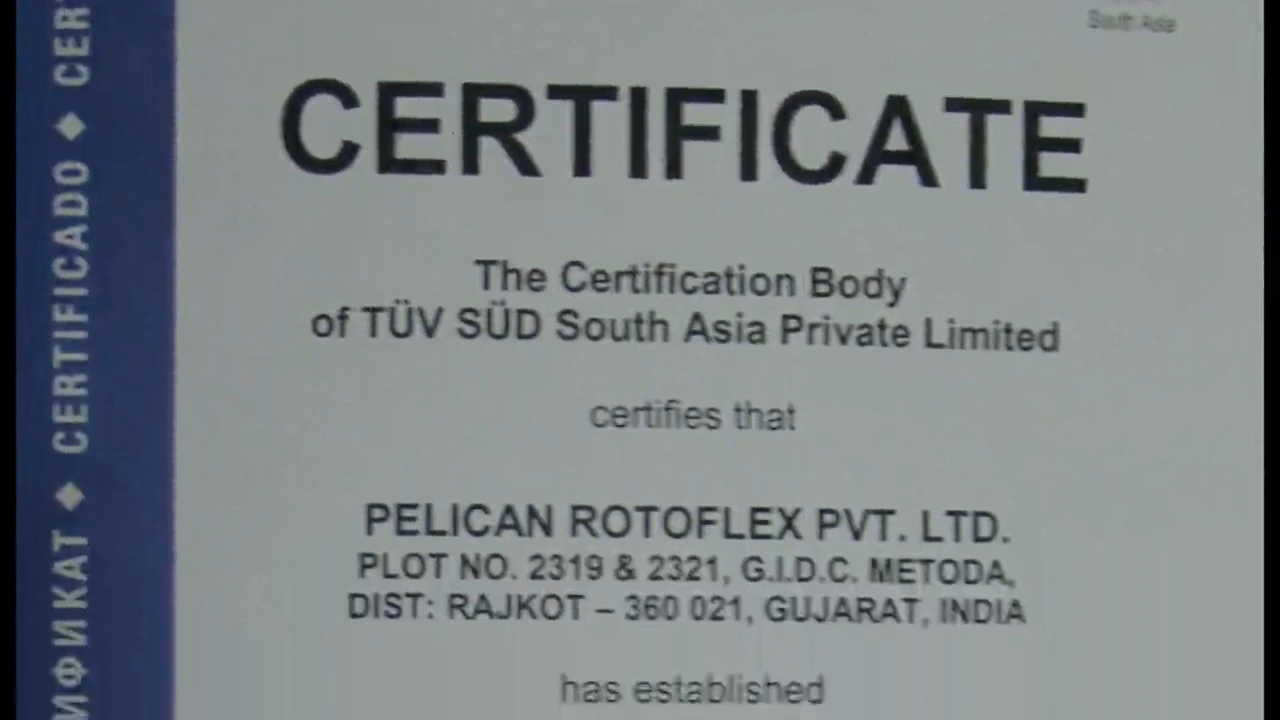 South Asia
CERTIFICATE
The Certification Body
of TÜV SÜD South Asia Private Limited
certifies that
PELICAN ROTOFLEX PVT. LTD.
PLOT NO. 2319 & 2321, G.I.D.C. METODA,
DIST: RAJKOT – 360 021, GUJARAT, INDIA
has established
ИФИКАТ ◆ CERTIFICADO ◆ CER